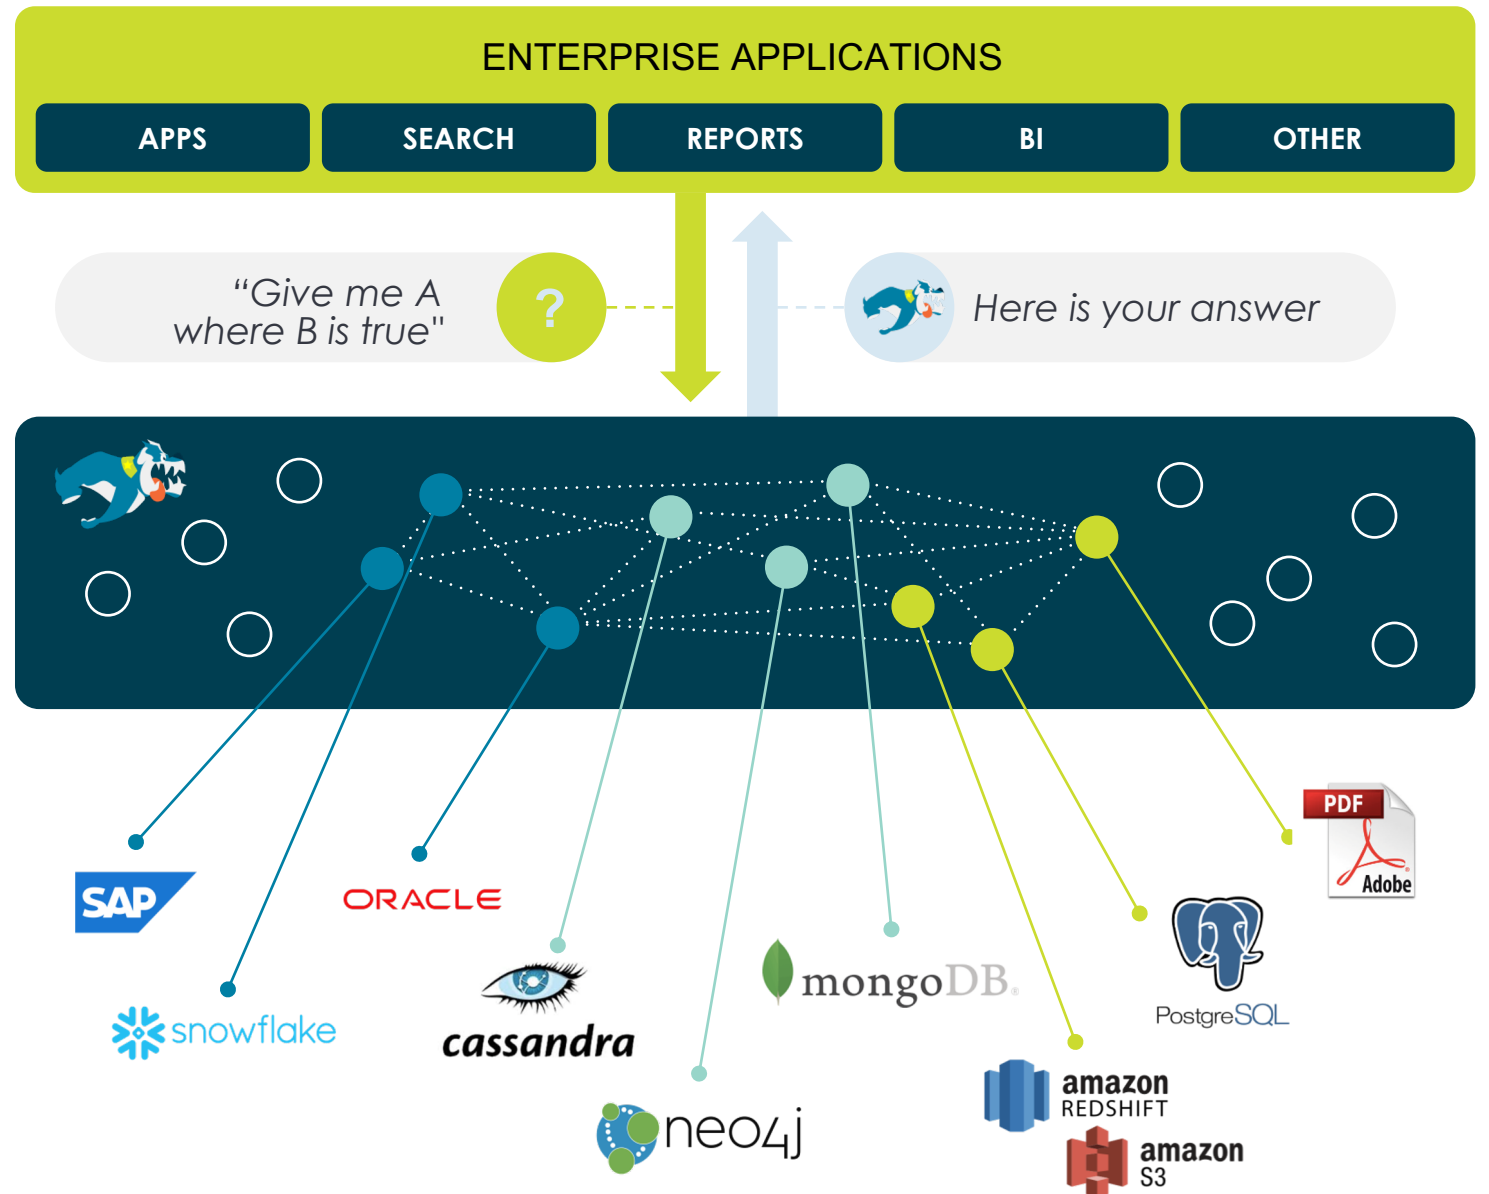 ENTERPRISE APPLICATIONS
APPS
SEARCH
REPORTS
BI
OTHER
“Give me A
where B is true"
?
Here is your answer
PDF
Adobe
SAP
ORACLE
PostgreSQL
mongoDB®
snowflake
cassandra
amazon
REDSHIFT
neo4j
amazon
S3